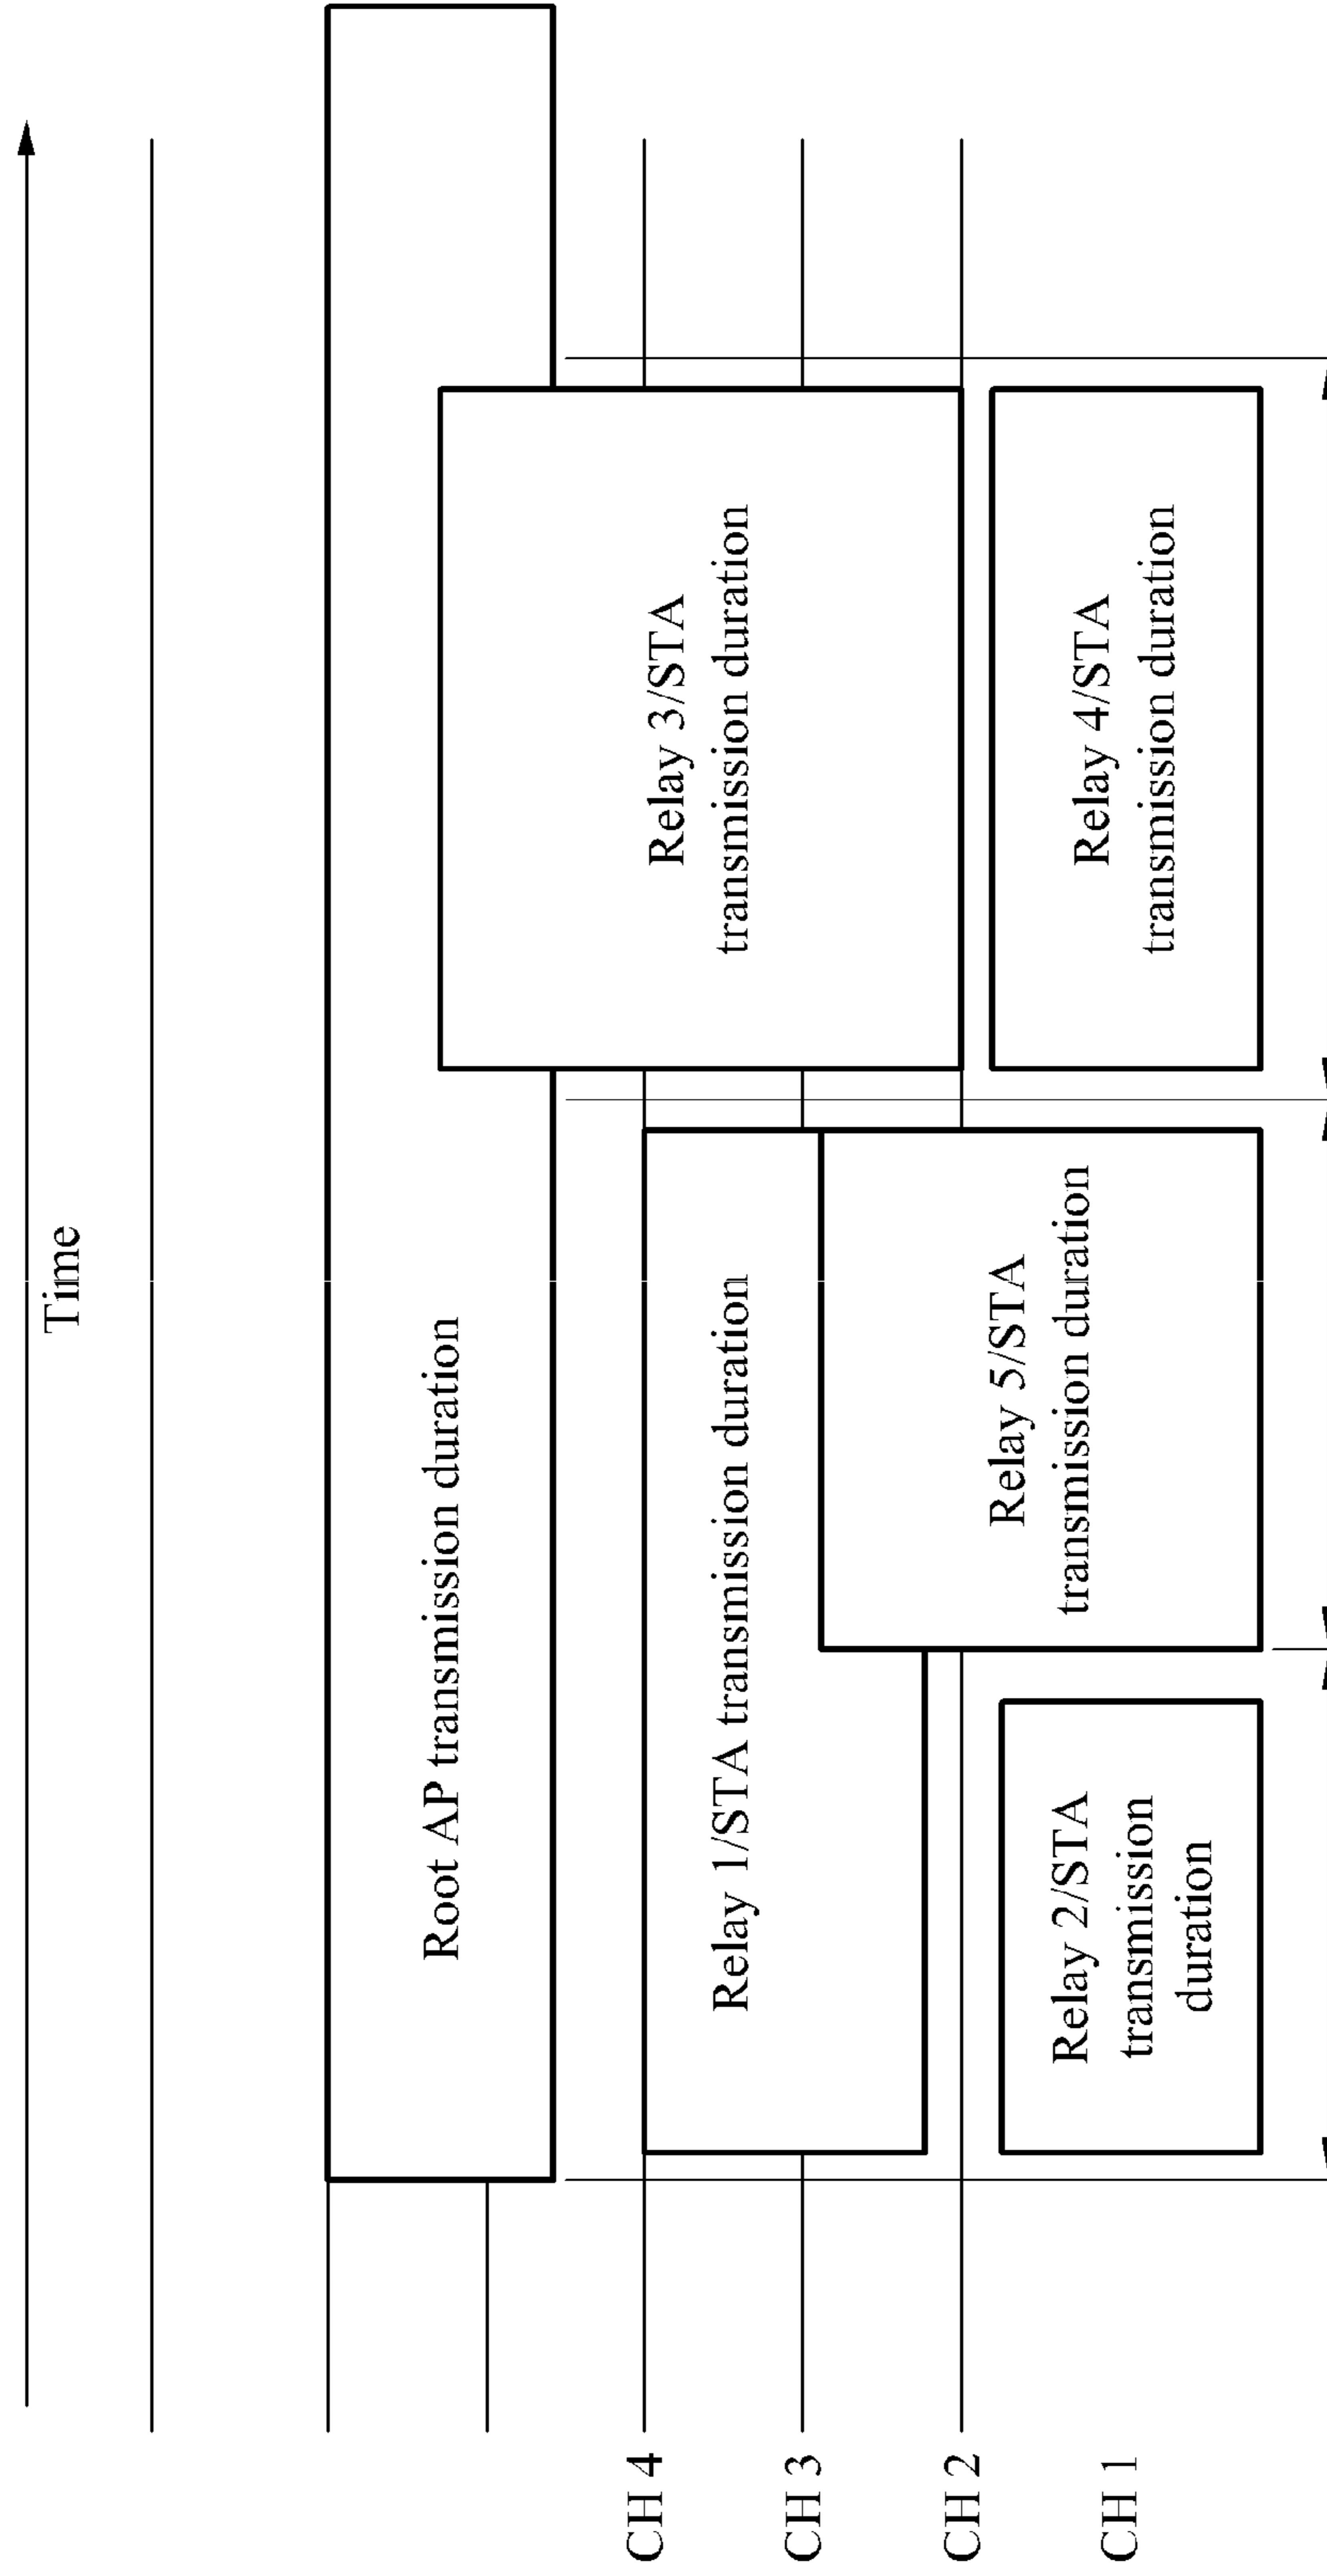 Time
Root AP transmission duration
Relay 1/STA transmission duration
Relay 3/STA
transmission duration
Relay 5/STA
transmission duration
Relay 2/STA
transmission
duration
Relay 4/STA
transmission duration
CH 4
CH 3
CH 2
CH 1